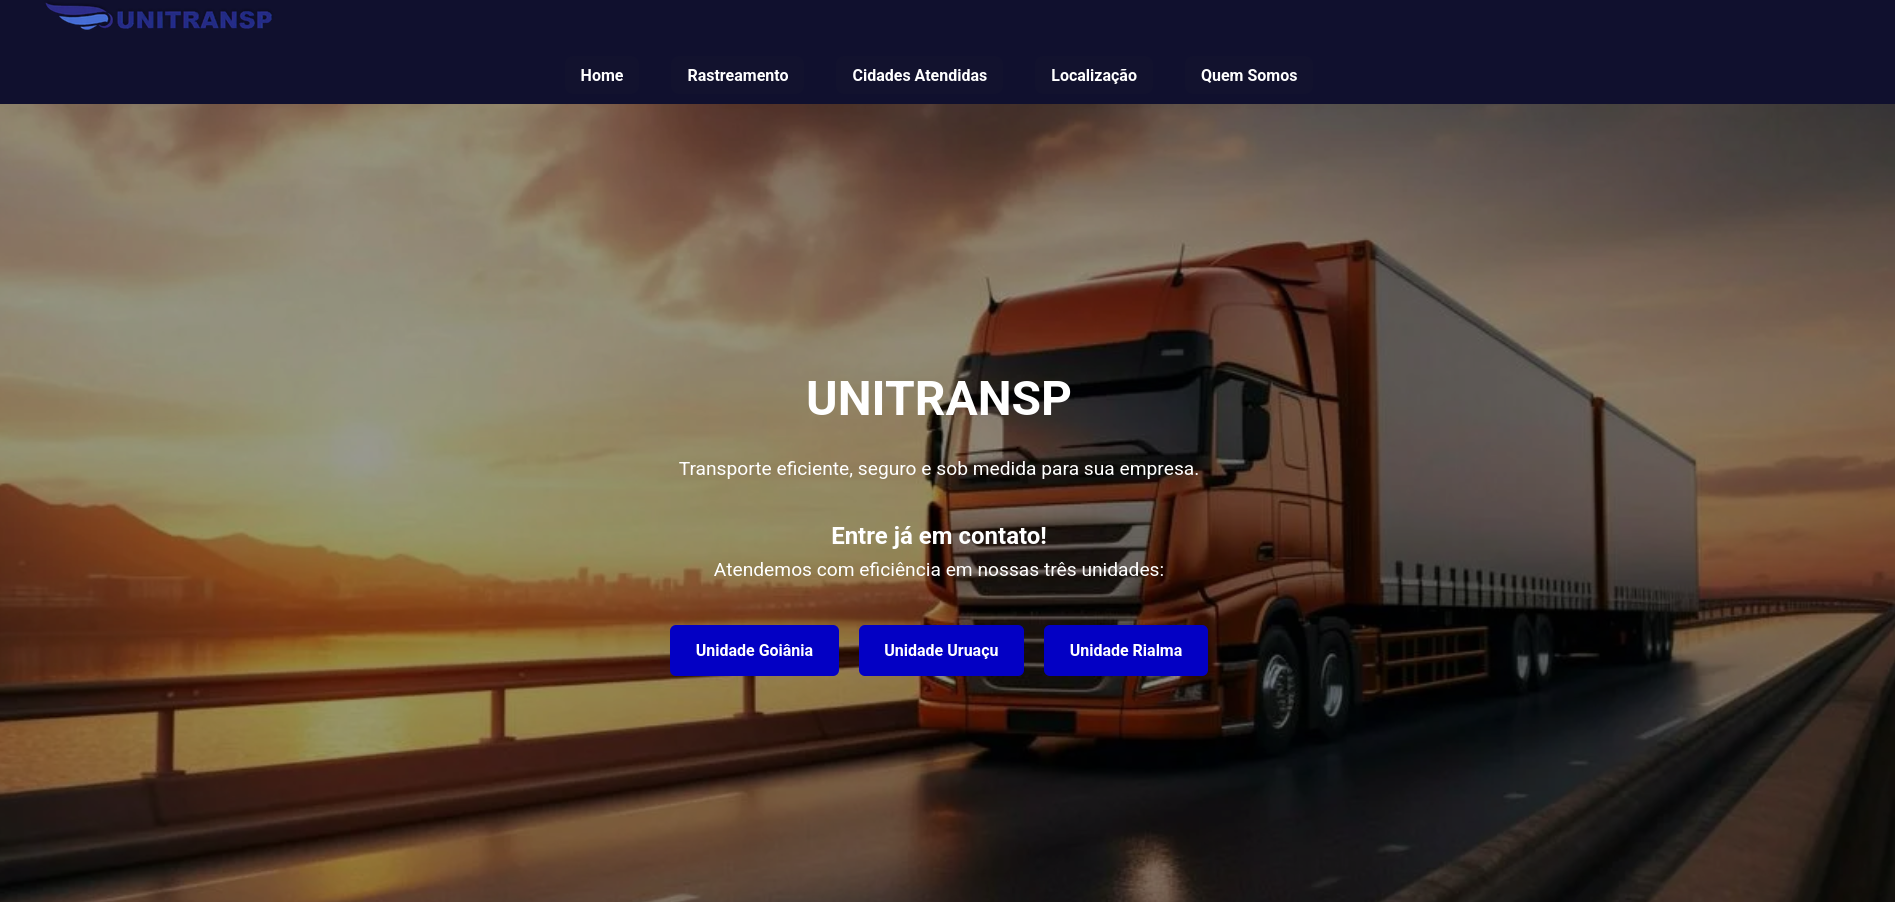 UNITRANSP
Home Rastreamento Cidades Atendidas Localização Quem Somos
UNITRANSP
Transporte eficiente, seguro e sob medida para sua empresa.
Entre já em contato!
Atendemos com eficiência em nossas três unidades:
Unidade Goiânia Unidade Uruaçu Unidade Rialma